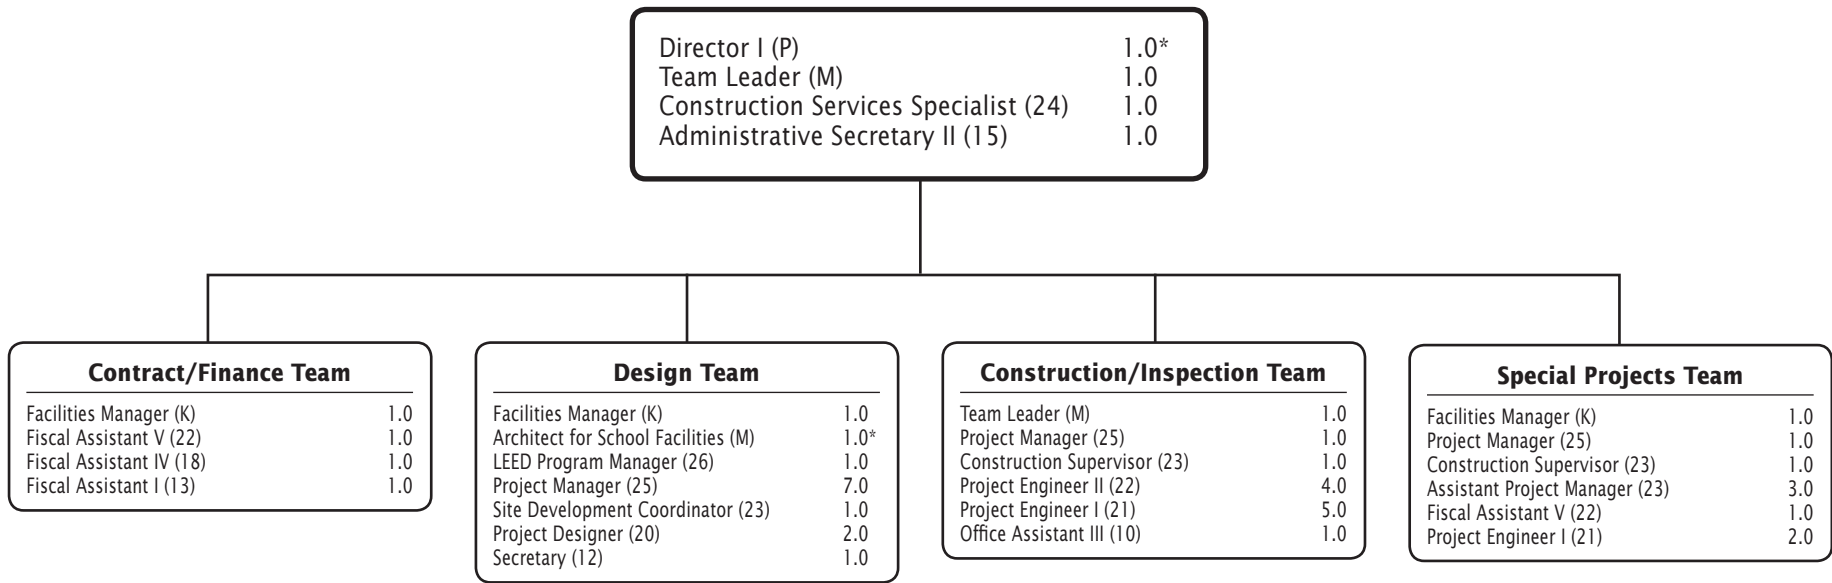 Director I (P) 1.0*
Team Leader (M) 1.0
Construction Services Specialist (24) 1.0
Administrative Secretary II (15) 1.0
Contract/Finance Team
Facilities Manager (K) 1.0
Fiscal Assistant V (22) 1.0
Fiscal Assistant IV (18) 1.0
Fiscal Assistant I (13) 1.0
Design Team
Facilities Manager (K) 1.0
Architect for School Facilities (M) 1.0*
LEED Program Manager (26) 1.0
Project Manager (25) 7.0
Site Development Coordinator (23) 1.0
Project Designer (20) 2.0
Secretary (12) 1.0
Construction/Inspection Team
Team Leader (M) 1.0
Project Manager (25) 1.0
Construction Supervisor (23) 1.0
Project Engineer II (22) 4.0
Project Engineer I (21) 5.0
Office Assistant III (10) 1.0
Special Projects Team
Facilities Manager (K) 1.0
Project Manager (25) 1.0
Construction Supervisor (23) 1.0
Assistant Project Manager (23) 3.0
Fiscal Assistant V (22) 1.0
Project Engineer I (21) 2.0